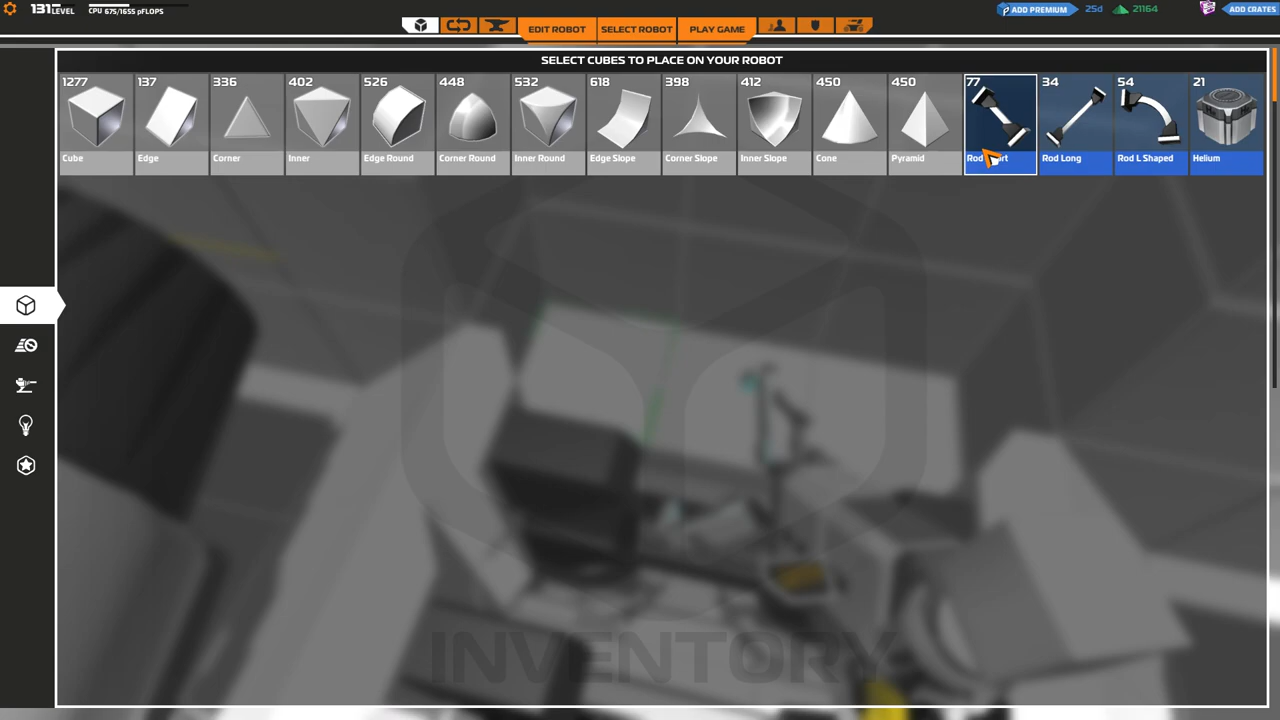 131 LEVEL
CPU 675/1655 pFLOPS
ADD PREMIUM
25d
21164
ADD CRATES
EDIT ROBOT
SELECT ROBOT
PLAY GAME
SELECT CUBES TO PLACE ON YOUR ROBOT
1277 137 336 402 526 448 532 618 398 412 450 450 77 34 54 21
Cube Edge Corner Inner Edge Round Corner Round Inner Round Edge Slope Corner Slope Inner Slope Cone Pyramid Rod Long Rod L Shaped Helium
INVENTORY